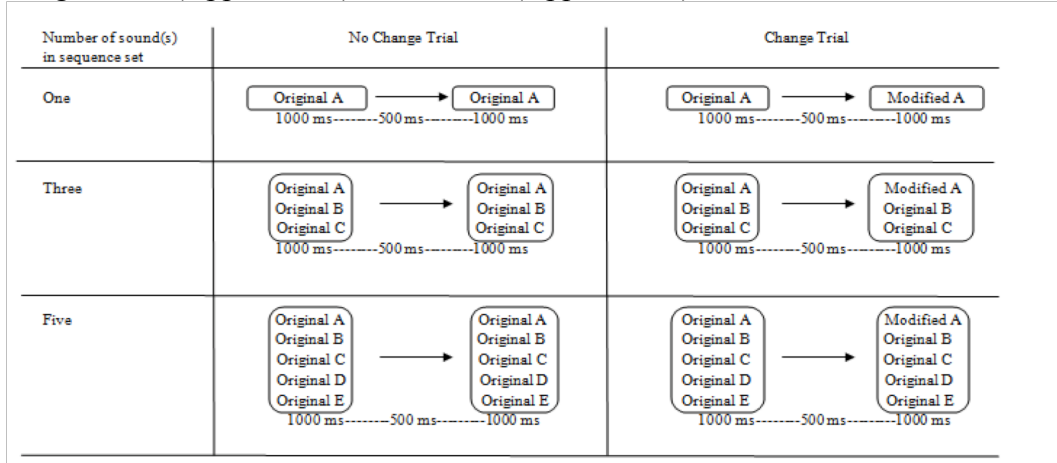 Number of sound(s) in sequence set No Change Trial Change Trial
One Original A Original A Original A Modified A
1000 ms--------500 ms---------1000 ms 1000 ms--------500 ms---------1000 ms
Three Original A Original A Original A Modified A
Original B Original B Original B Original B
Original C Original C Original C Original C
1000 ms--------500 ms---------1000 ms 1000 ms--------500 ms---------1000 ms
Five Original A Original A Original A Modified A
Original B Original B Original B Original B
Original C Original C Original C Original C
Original D Original D Original D Original D
Original E Original E Original E Original E
1000 ms--------500 ms---------1000 ms 1000 ms--------500 ms---------1000 ms